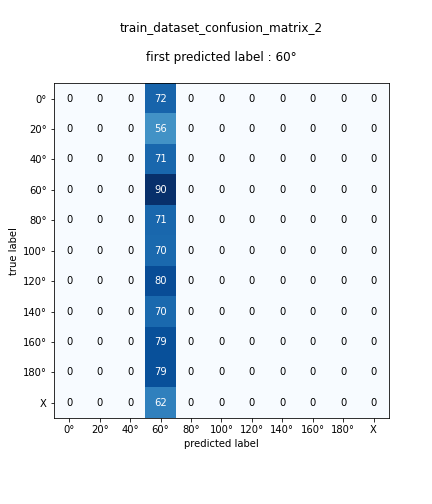 train_dataset_confusion_matrix_2
first predicted label : 60°
0° 0 0 0 72 0 0 0 0 0 0 0
20° 0 0 0 56 0 0 0 0 0 0 0
40° 0 0 0 71 0 0 0 0 0 0 0
60° 0 0 0 90 0 0 0 0 0 0 0
80° 0 0 0 71 0 0 0 0 0 0 0
100° 0 0 0 70 0 0 0 0 0 0 0
120° 0 0 0 80 0 0 0 0 0 0 0
140° 0 0 0 70 0 0 0 0 0 0 0
160° 0 0 0 79 0 0 0 0 0 0 0
180° 0 0 0 79 0 0 0 0 0 0 0
X 0 0 0 62 0 0 0 0 0 0 0
0° 20° 40° 60° 80° 100° 120° 140° 160° 180° X
predicted label
true label